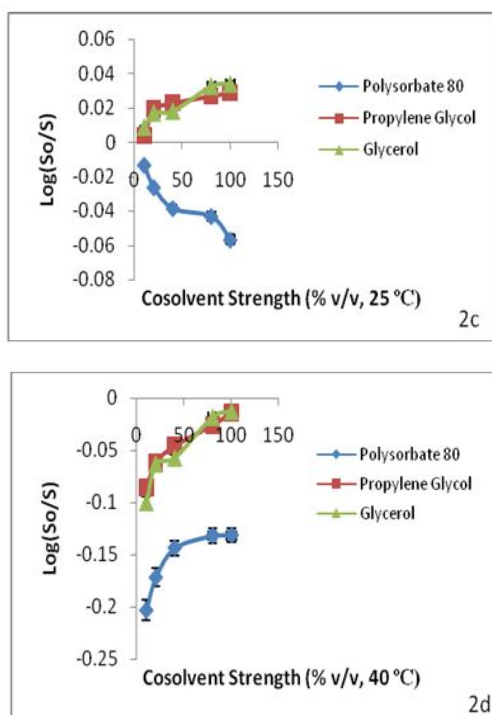 0.06
0.04
0.02
0
-0.02
-0.04
-0.06
-0.08
0 50 100 150
Log(So/S)
Cosolvent Strength (% v/v, 25 °C)
Polysorbate 80
Propylene Glycol
Glycerol
2c
0
-0.05
-0.1
-0.15
-0.2
-0.25
0 50 100 150
Log(So/S)
Cosolvent Strength (% v/v, 40 °C)
Polysorbate 80
Propylene Glycol
Glycerol
2d